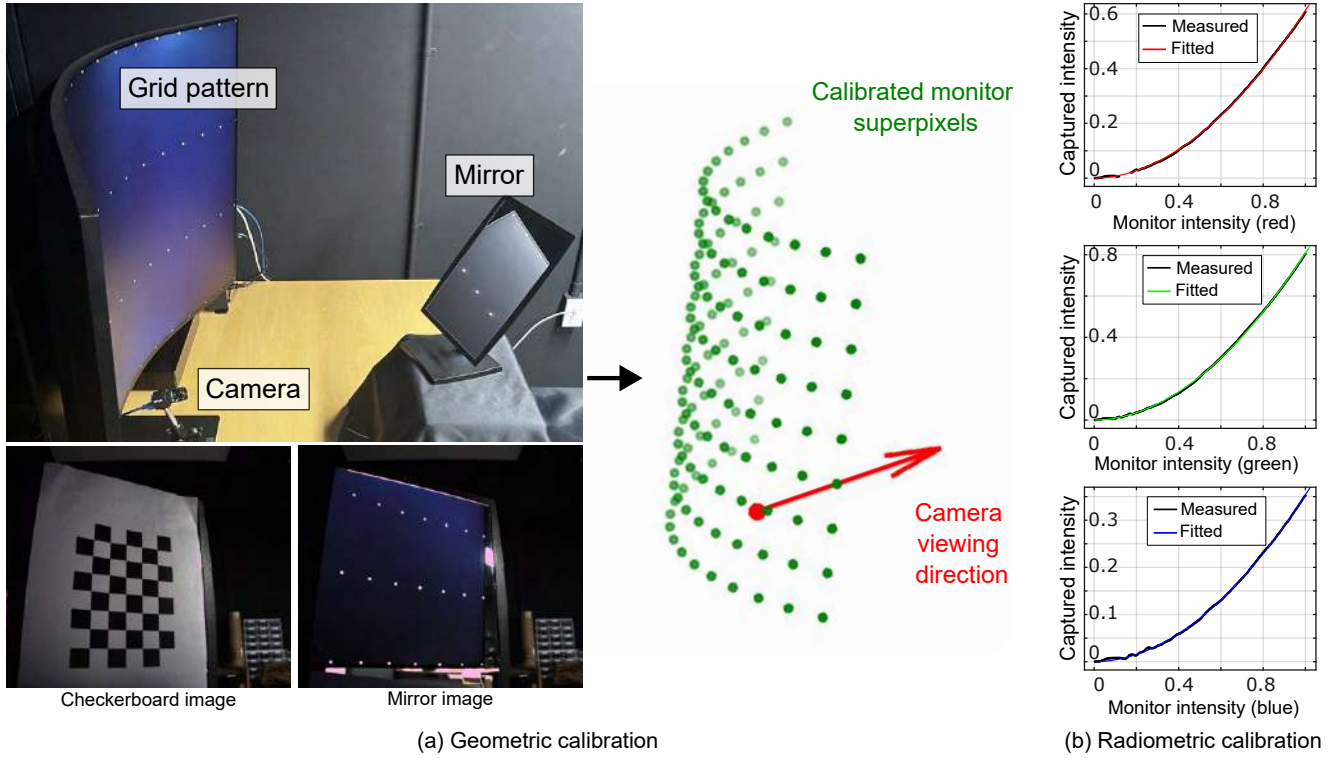 Grid pattern
Mirror
Camera
Checkerboard image
Mirror image
Calibrated monitor
superpixels
Camera
viewing
direction
(a) Geometric calibration
0.6
0.4
0.2
0
0.4
0.8
Captured intensity
Measured
Fitted
Monitor intensity (red)
0.8
0.4
0
0
0.4
0.8
Captured intensity
Measured
Fitted
Monitor intensity (green)
0.3
0.2
0.1
0
0
0.4
0.8
Captured intensity
Measured
Fitted
Monitor intensity (blue)
(b) Radiometric calibration